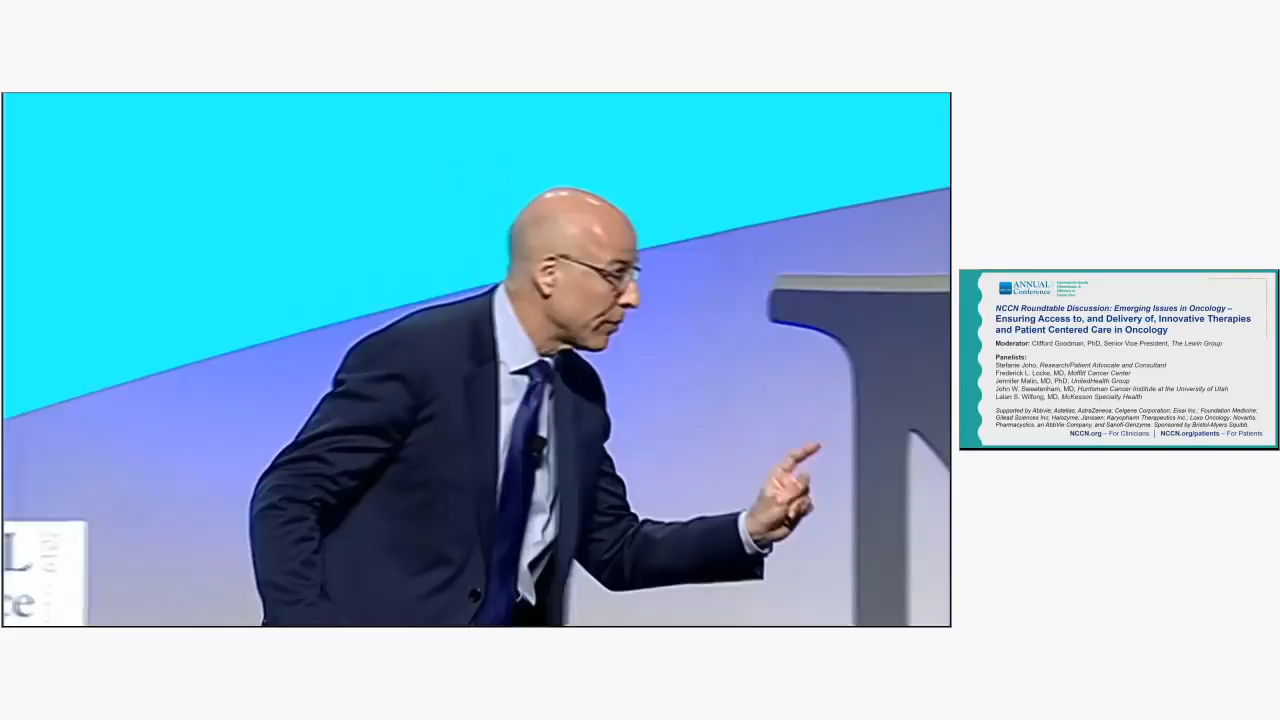 L
ce
ANNUAL
Conference
NCCN Roundtable Discussion: Emerging Issues in Oncology –
Ensuring Access to, and Delivery of, Innovative Therapies
and Patient Centered Care in Oncology
Moderator: Clifford Goodman, PhD, Senior Vice President, The Lewin Group
Panelists:
Stefanie Joho, Research/Patient Advocate and Consultant
Frederick L. Locke, MD, Moffitt Cancer Center
Jennifer Malin, MD, PhD, UnitedHealth Group
John W. Sweetenham, MD, Huntsman Cancer Institute at the University of Utah
Lalan S. Wilfong, MD, McKesson Specialty Health
Supported by Abbvie; Astellas; AstraZeneca; Celgene Corporation; Eisai Inc.; Foundation Medicine;
Gilead Sciences Inc; Halozyme; Janssen; Karyopharm Therapeutics Inc.; Loxo Oncology; Novartis;
Pharmacyclics, an AbbVie Company, and Sanofi-Genzyme. Sponsored by Bristol-Myers Squibb.
NCCN.org – For Clinicians | NCCN.org/patients – For Patients